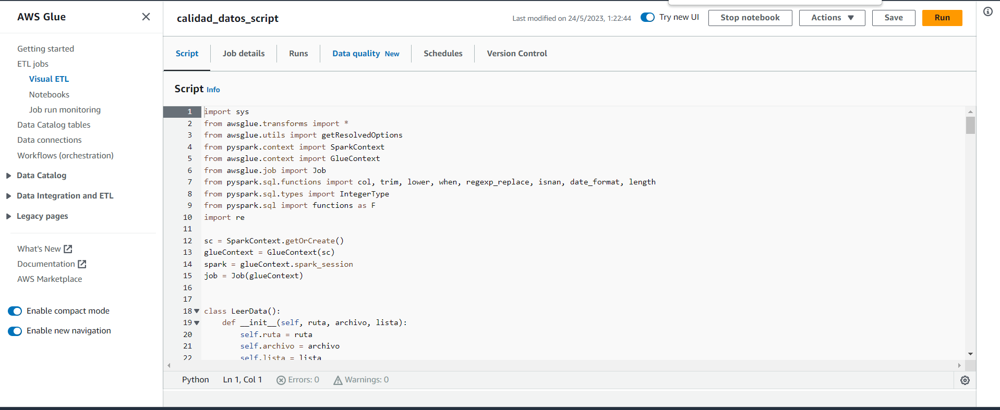 AWS Glue
Getting started
ETL jobs
Visual ETL
Notebooks
Job run monitoring
Data Catalog tables
Data connections
Workflows (orchestration)
Data Catalog
Data Integration and ETL
Legacy pages
What's New
Documentation
AWS Marketplace
Enable compact mode
Enable new navigation
calidad_datos_script
Last modified on 24/5/2023, 1:22:44
Try new UI
Stop notebook
Actions
Save
Run
Script
Job details
Runs
Data quality New
Schedules
Version Control
Script Info
1 import sys
2 from awsglue.transforms import *
3 from awsglue.utils import getResolvedOptions
4 from pyspark.context import SparkContext
5 from awsglue.context import GlueContext
6 from awsglue.job import Job
7 from pyspark.sql.functions import col, trim, lower, when, regexp_replace, isnan, date_format, length
8 from pyspark.sql.types import IntegerType
9 from pyspark.sql import functions as F
10 import re
11
12 sc = SparkContext.getOrCreate()
13 glueContext = GlueContext(sc)
14 spark = glueContext.spark_session
15 job = Job(glueContext)
16
17
18 class LeerData():
19 def __init__(self, ruta, archivo, lista):
20 self.ruta = ruta
21 self.archivo = archivo
22 self.lista = lista
Python
Ln 1, Col 1
Errors: 0
Warnings: 0